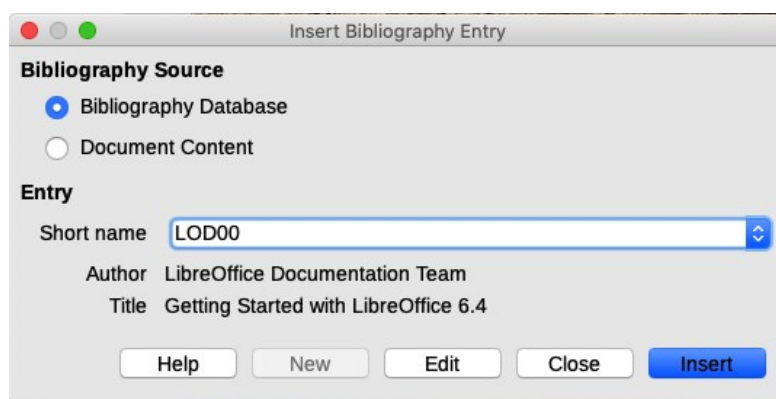 Insert Bibliography Entry
Bibliography Source
Bibliography Database
Document Content
Entry
Short name LOD00
Author LibreOffice Documentation Team
Title Getting Started with LibreOffice 6.4
Help New Edit Close Insert